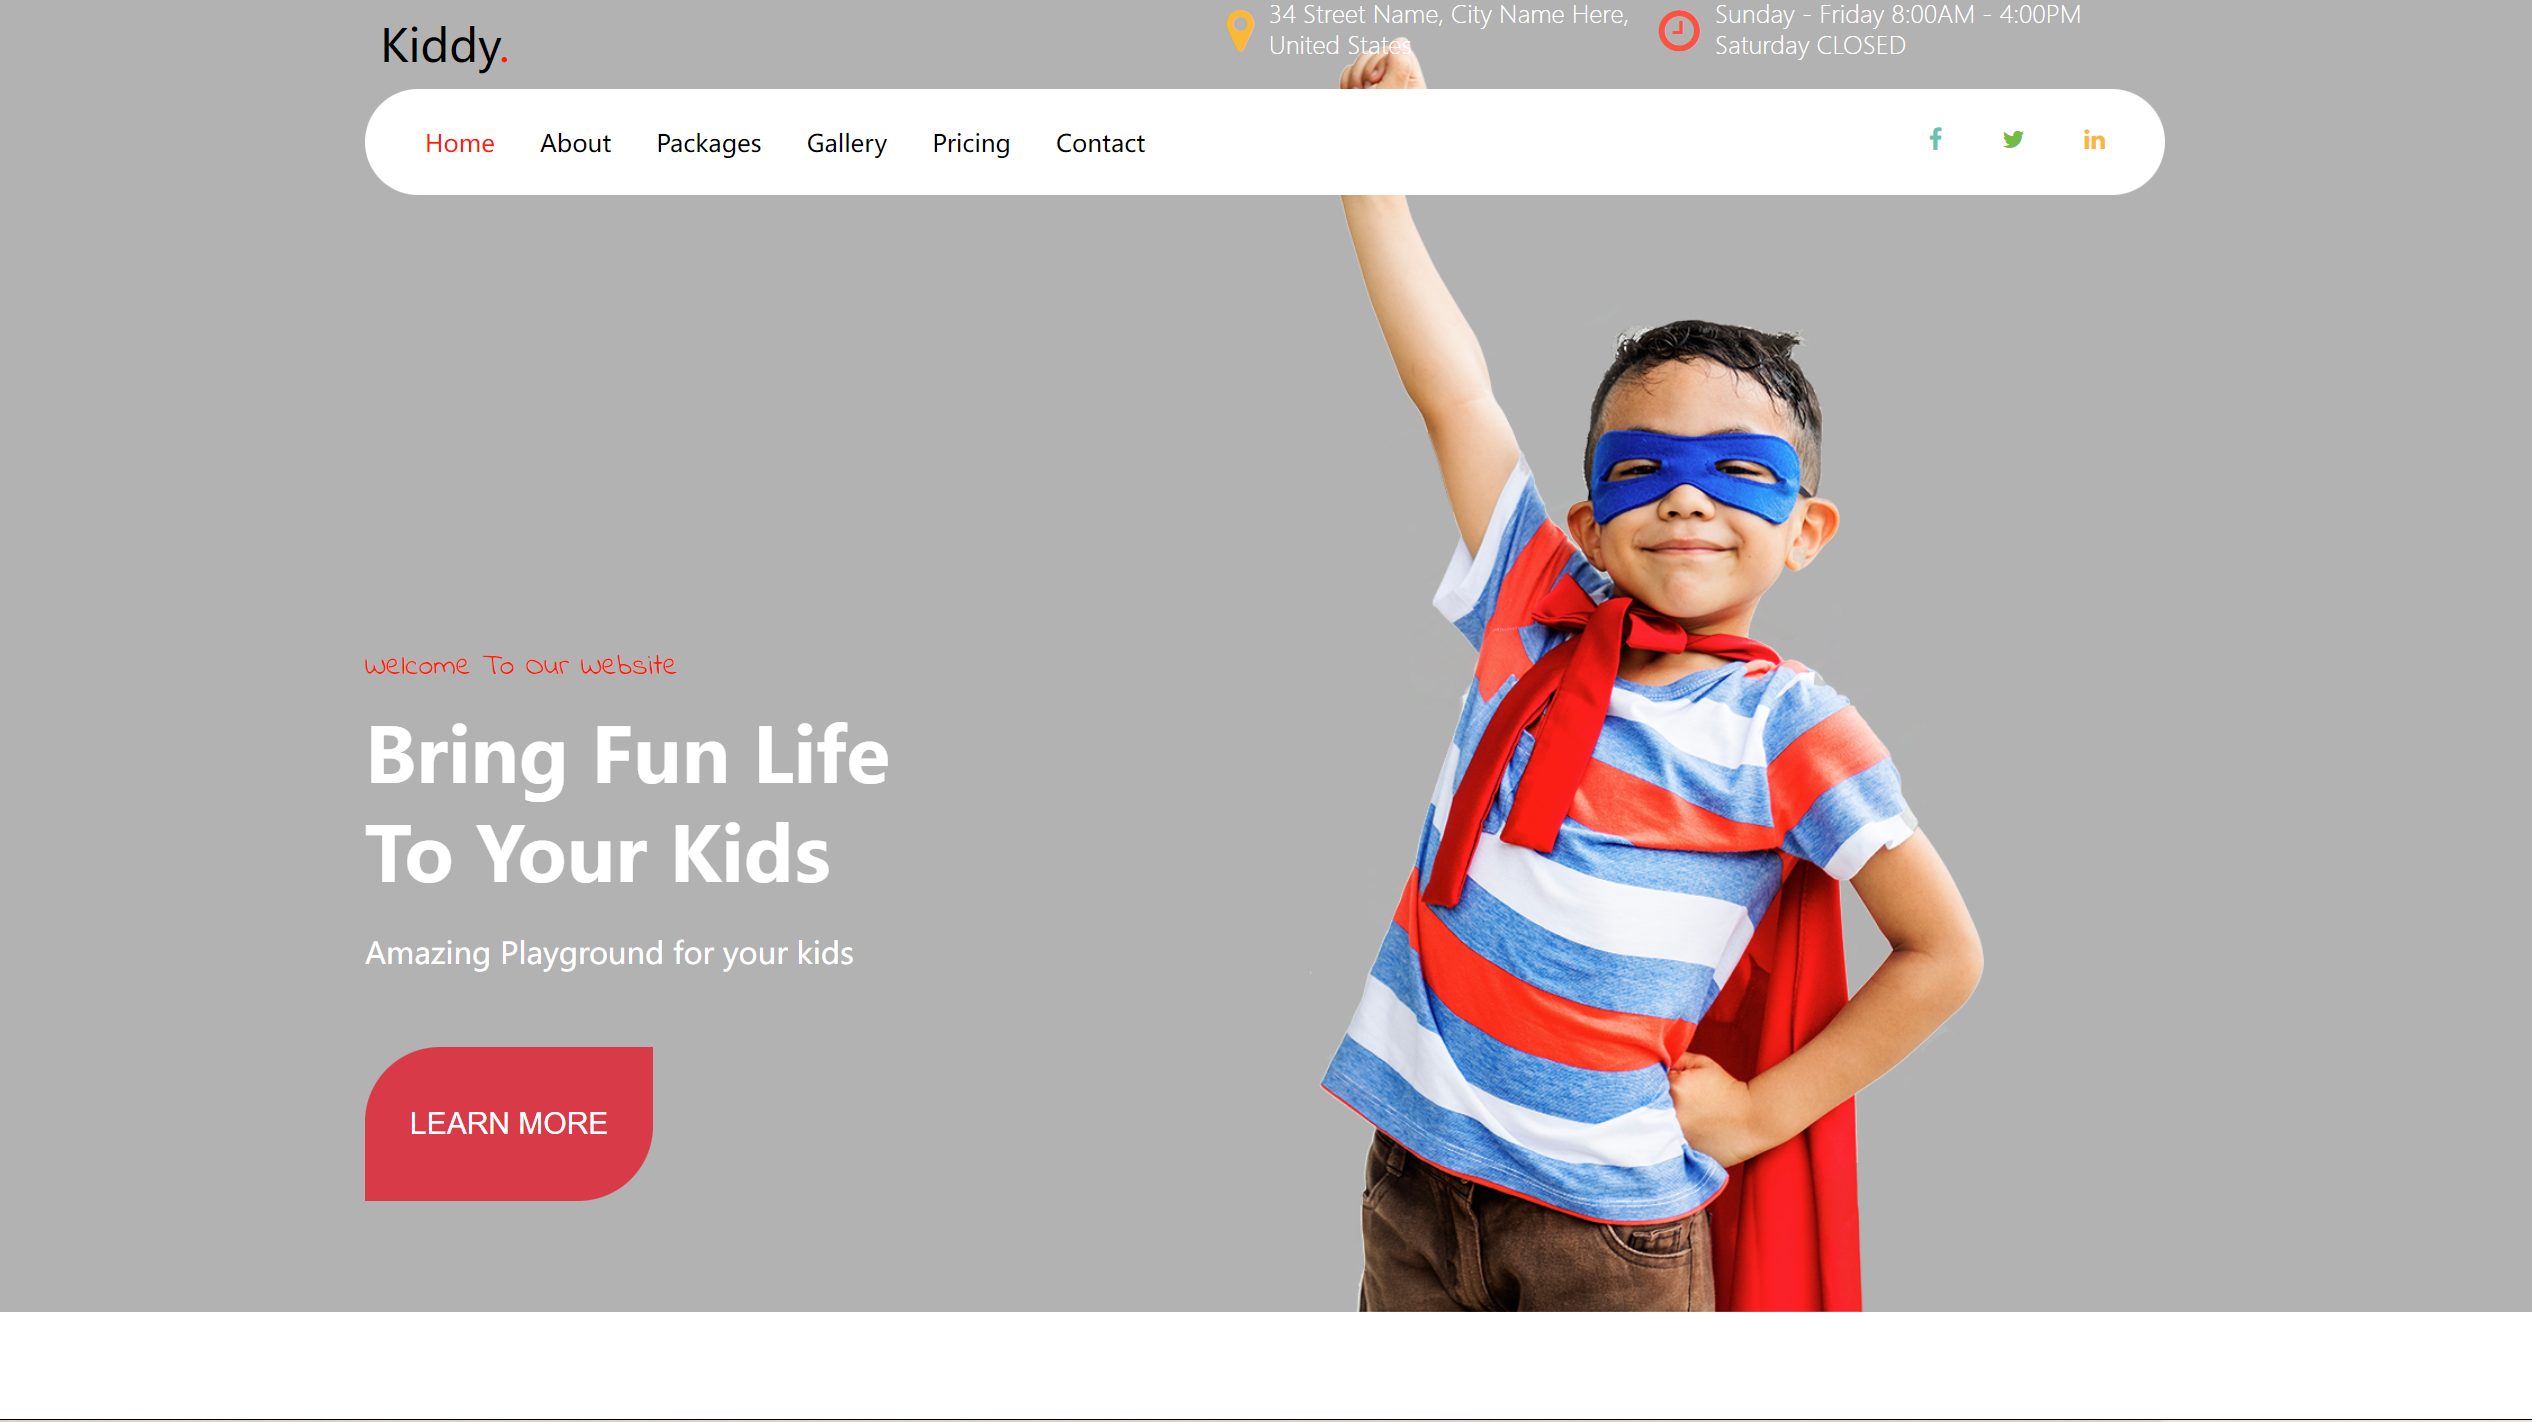 Kiddy.
34 Street Name, City Name Here,
United States
Sunday - Friday 8:00AM - 4:00PM
Saturday CLOSED
Home About Packages Gallery Pricing Contact
Welcome To Our Website
Bring Fun Life
To Your Kids
Amazing Playground for your kids
LEARN MORE